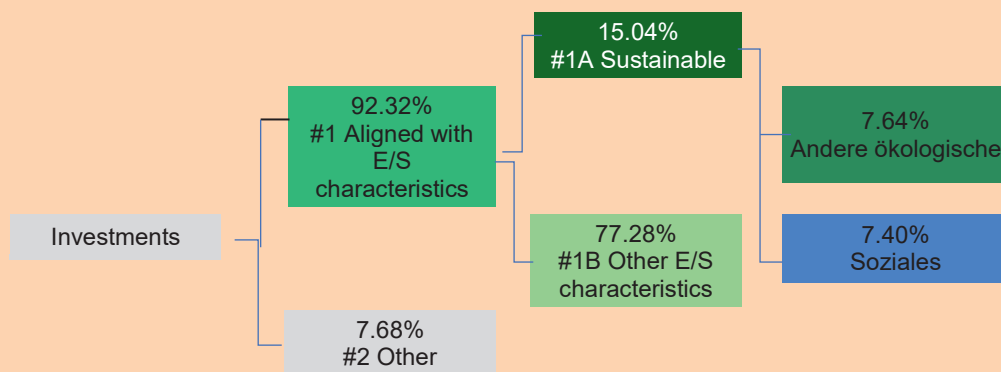 Investments
92.32%
#1 Aligned with
E/S
characteristics
7.68%
#2 Other
15.04%
#1A Sustainable
77.28%
#1B Other E/S
characteristics
7.64%
Andere ökologische
7.40%
Soziales